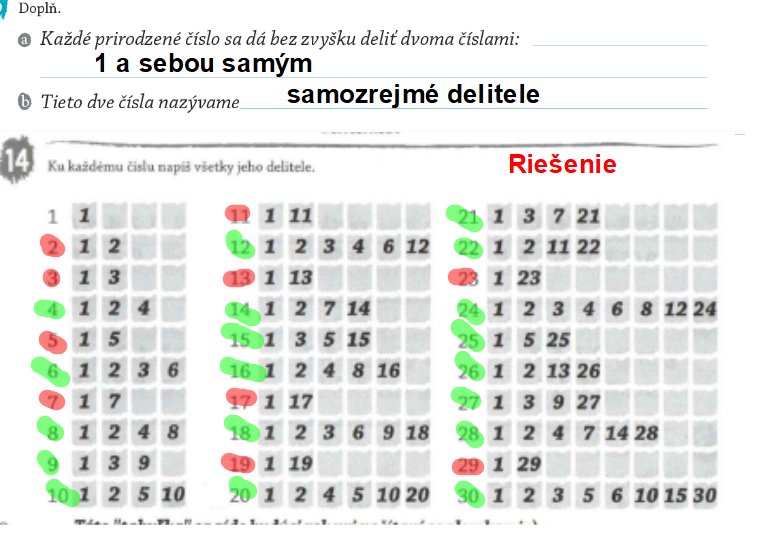 Doplň.
a Každé prirodzené číslo sa dá bez zvyšku deliť dvoma číslami:
1 a sebou samým
b Tieto dve čísla nazývame samozrejmé delitele
14 Ku každému číslu napíš všetky jeho delitele.
Riešenie
1 1
2 1 2
3 1 3
4 1 2 4
5 1 5
6 1 2 3 6
7 1 7
8 1 2 4 8
9 1 3 9
10 1 2 5 10
11 1 11
12 1 2 3 4 6 12
13 1 13
14 1 2 7 14
15 1 3 5 15
16 1 2 4 8 16
17 1 17
18 1 2 3 6 9 18
19 1 19
20 1 2 4 5 10 20
21 1 3 7 21
22 1 2 11 22
23 1 23
24 1 2 3 4 6 8 12 24
25 1 5 25
26 1 2 13 26
27 1 3 9 27
28 1 2 4 7 14 28
29 1 29
30 1 2 3 5 6 10 15 30